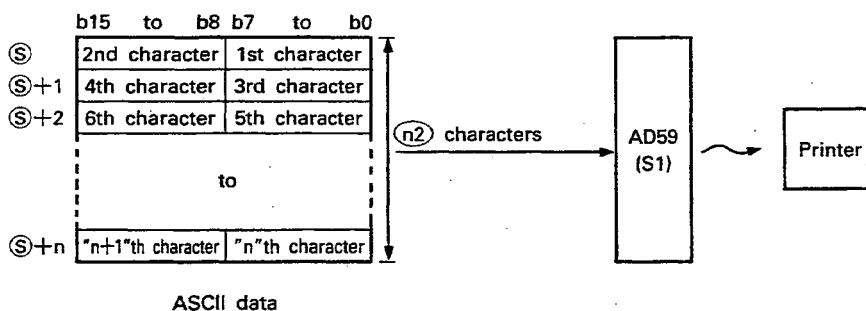 b15 to b8 b7 to b0
Ⓢ 2nd character 1st character
Ⓢ+1 4th character 3rd character
Ⓢ+2 6th character 5th character
n2 characters
AD59
(S1)
Printer
to
Ⓢ+n "n+1"th character "n"th character
ASCII data